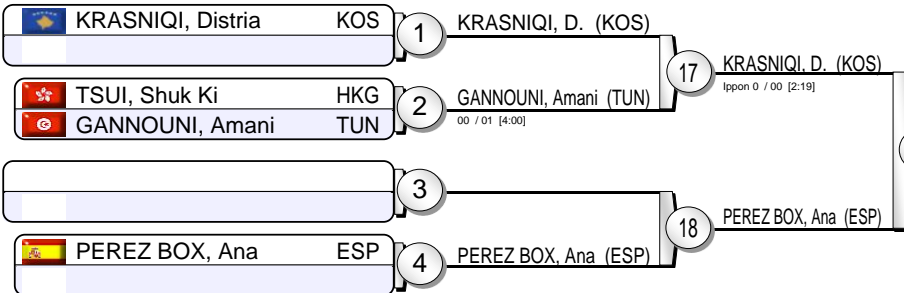 KRASNIQI, Distria KOS
1
KRASNIQI, D. (KOS)
17
KRASNIQI, D. (KOS)
Ippon 0 / 00 [2:19]
TSUI, Shuk Ki HKG
GANNOUNI, Amani TUN
2
GANNOUNI, Amani (TUN)
00 / 01 [4:00]
3
18
PEREZ BOX, Ana (ESP)
PEREZ BOX, Ana ESP
4
PEREZ BOX, Ana (ESP)